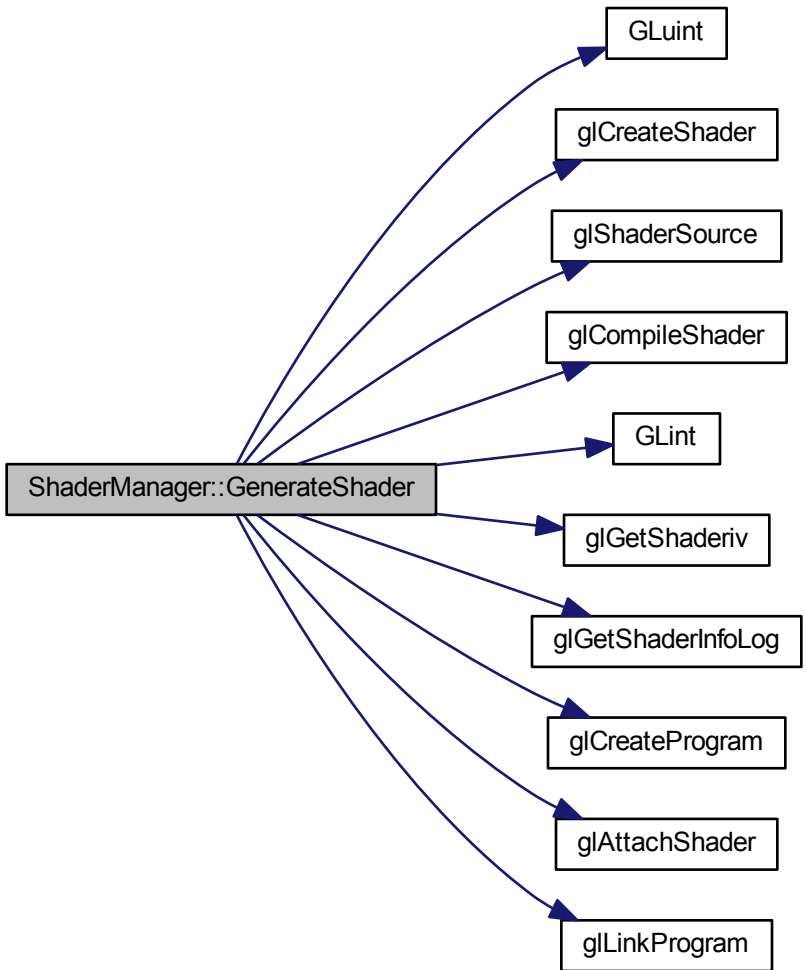 GLuint
glCreateShader
glShaderSource
glCompileShader
GLint
ShaderManager::GenerateShader
glGetShaderiv
glGetShaderInfoLog
glCreateProgram
glAttachShader
glLinkProgram